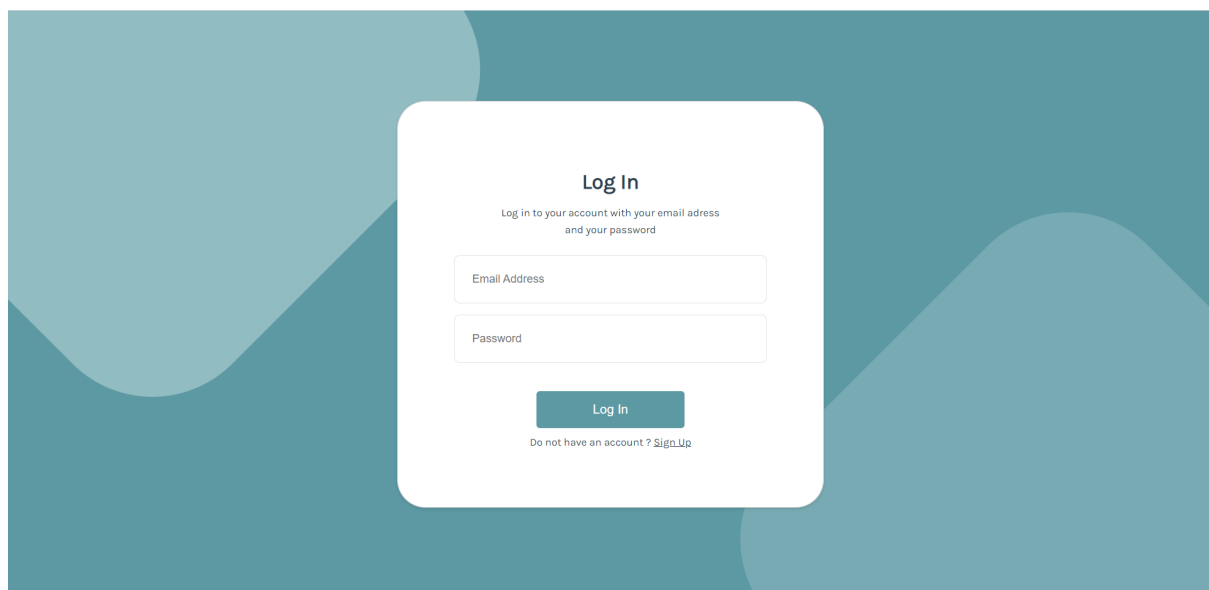 Log In
Log in to your account with your email adress
and your password
Email Address
Password
Log In
Do not have an account ? Sign Up